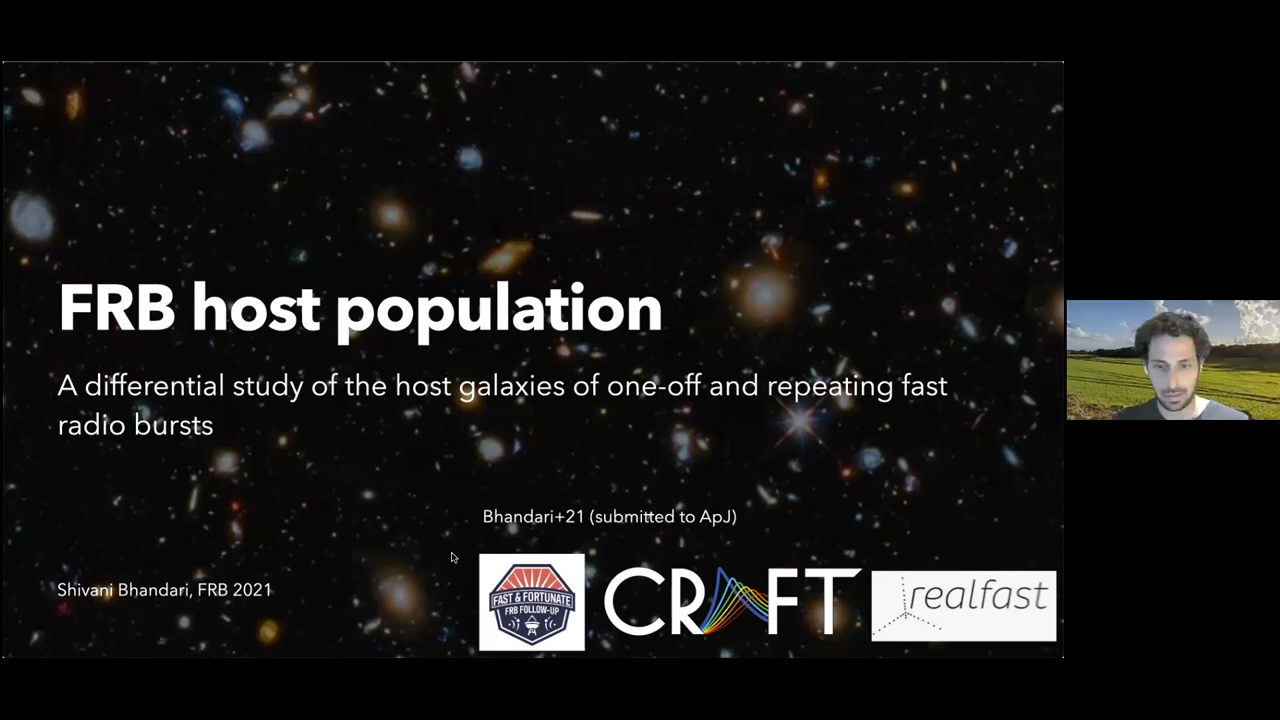 FRB host population
A differential study of the host galaxies of one-off and repeating fast
radio bursts
Bhandari+21 (submitted to ApJ)
Shivani Bhandari, FRB 2021
FAST & FORTUNATE
FRB FOLLOW-UP
CRAFT
realfast